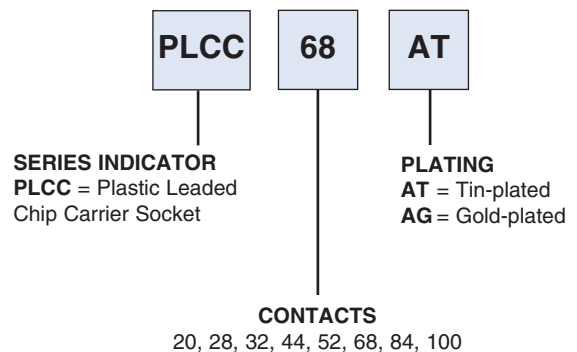 PLCC 68 AT
SERIES INDICATOR
PLCC = Plastic Leaded
Chip Carrier Socket
PLATING
AT = Tin-plated
AG = Gold-plated
CONTACTS
20, 28, 32, 44, 52, 68, 84, 100